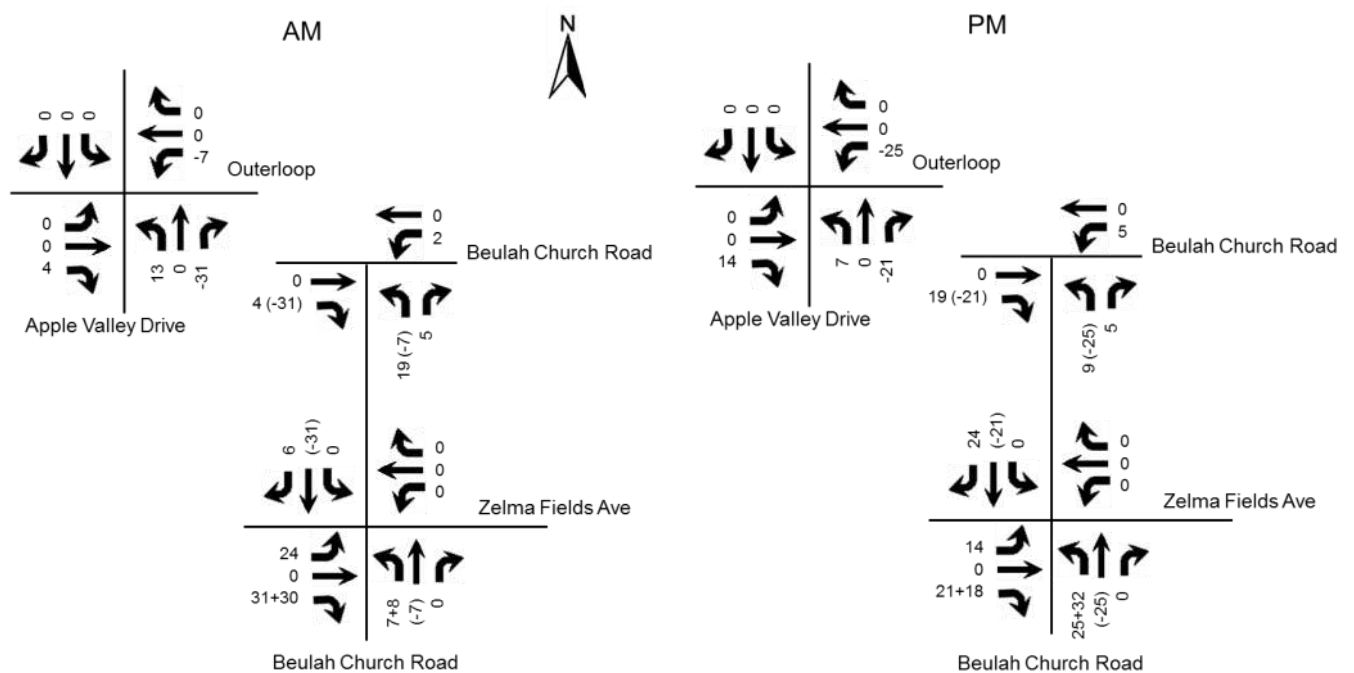 AM
N
PM
0 0 0
0
0
-7
Outerloop
0
0
4
13 0 -31
Apple Valley Drive
0
2
Beulah Church Road
0
4 (-31)
19 (-7) 5
6 (-31) 0
0
0
0
Zelma Fields Ave
24
0
31+30
7+8 (-7) 0
Beulah Church Road
0 0 0
0
0
-25
Outerloop
0
0
14
7 0 -21
Apple Valley Drive
0
5
Beulah Church Road
0
19 (-21)
9 (-25) 5
24 (-21) 0
0
0
0
Zelma Fields Ave
14
0
21+18
25+32 (-25) 0
Beulah Church Road